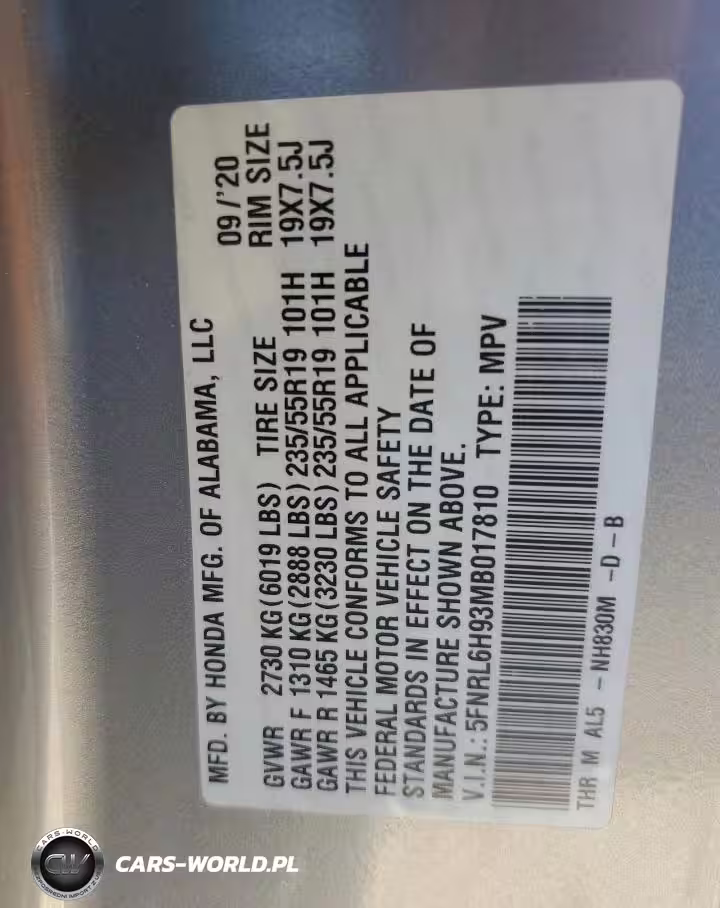 MFD. BY HONDA MFG. OF ALABAMA, LLC 09/'20
GVWR 2730 KG(6019 LBS) TIRE SIZE RIM SIZE
GAWR F 1310 KG(2888 LBS) 235/55R19 101H 19X7.5J
GAWR R 1465 KG(3230 LBS) 235/55R19 101H 19X7.5J
THIS VEHICLE CONFORMS TO ALL APPLICABLE
FEDERAL MOTOR VEHICLE SAFETY
STANDARDS IN EFFECT ON THE DATE OF
MANUFACTURE SHOWN ABOVE.
V.I.N.: 5FNRL6H93MB017810 TYPE: MPV
THR M AL5 - NH830M -D-B
CARS-WORLD
CW
CARS-WORLD.PL